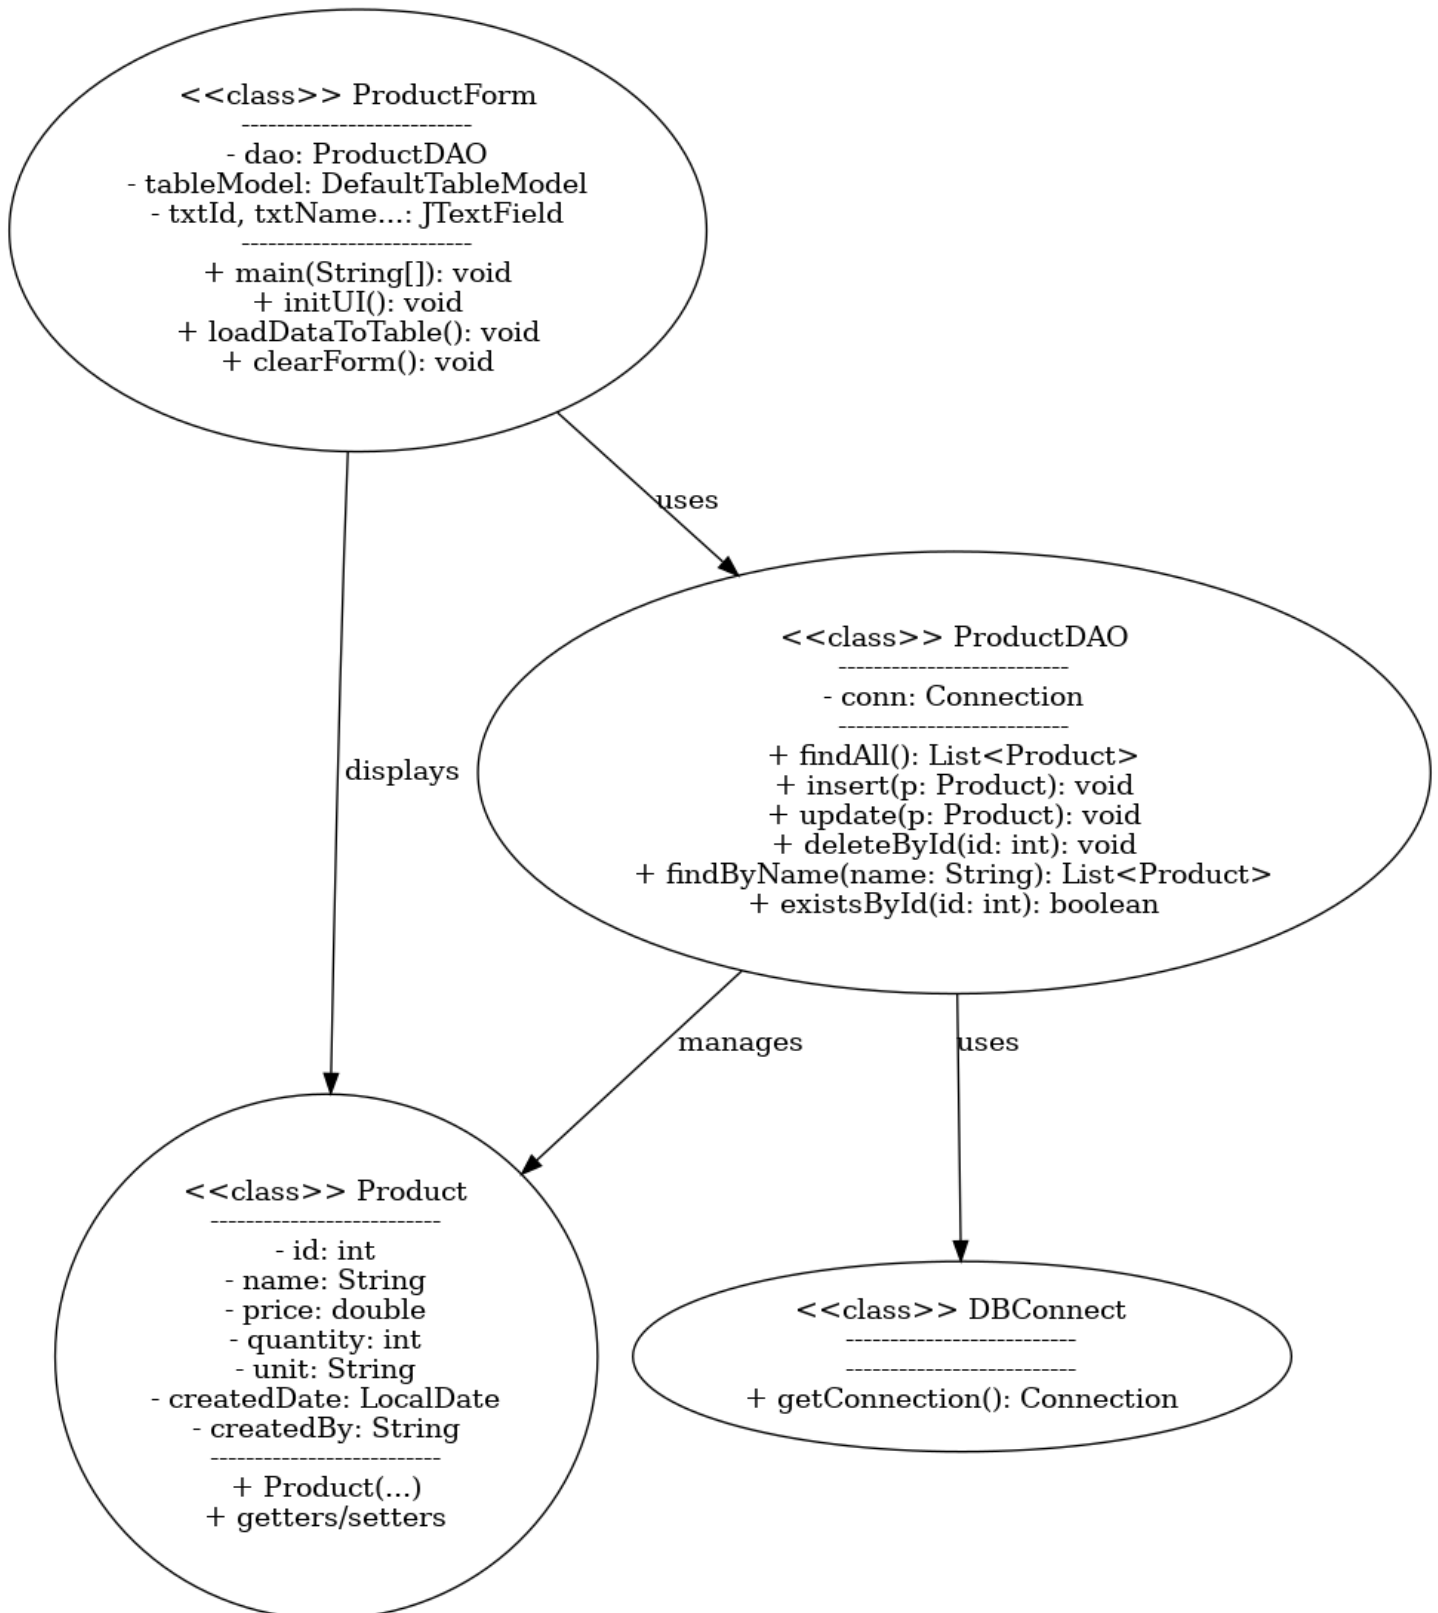 <<class>> ProductForm
--------------------------
- dao: ProductDAO
- tableModel: DefaultTableModel
- txtId, txtName...: JTextField
--------------------------
+ main(String[]): void
+ initUI(): void
+ loadDataToTable(): void
+ clearForm(): void
uses
<<class>> ProductDAO
--------------------------
- conn: Connection
--------------------------
+ findAll(): List<Product>
+ insert(p: Product): void
+ update(p: Product): void
+ deleteById(id: int): void
+ findByName(name: String): List<Product>
+ existsById(id: int): boolean
displays
manages
uses
<<class>> Product
--------------------------
- id: int
- name: String
- price: double
- quantity: int
- unit: String
- createdDate: LocalDate
- createdBy: String
--------------------------
+ Product(...)
+ getters/setters
<<class>> DBConnect
--------------------------
--------------------------
+ getConnection(): Connection